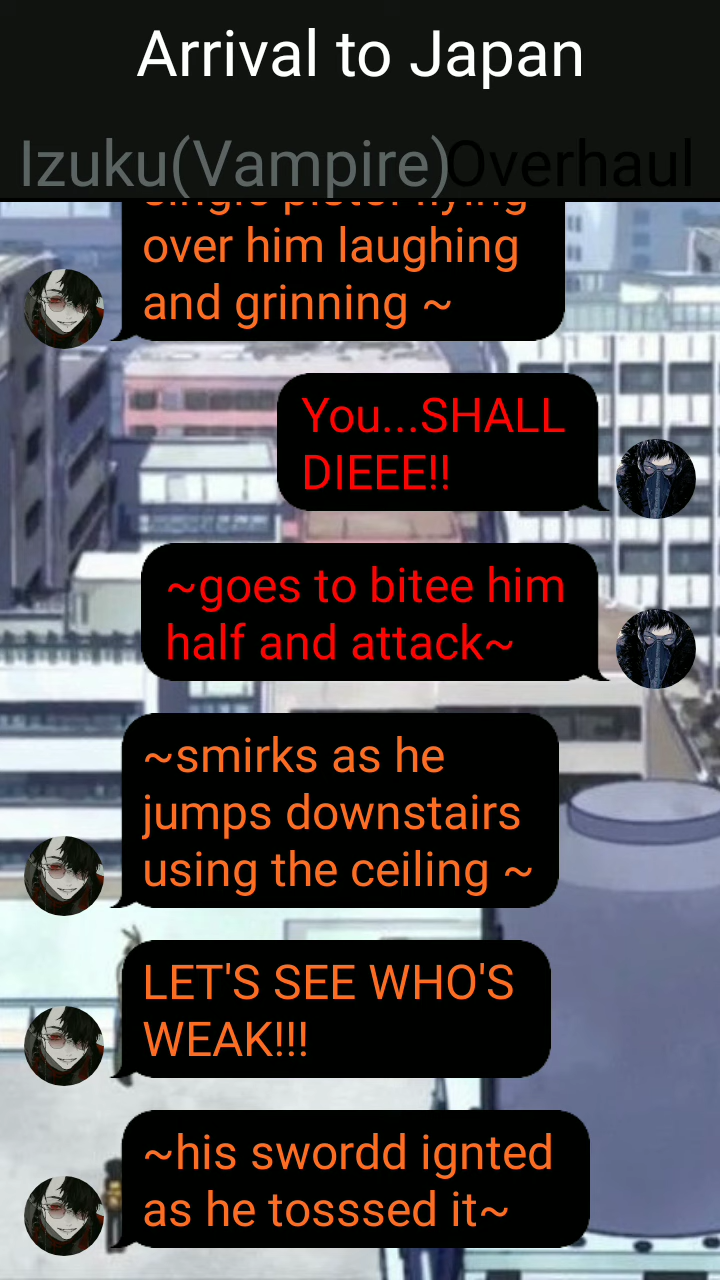 Arrival to Japan
Izuku(Vampire) Overhaul
over him laughing
and grinning ~
You...SHALL
DIEEE!!
~goes to bitee him
half and attack~
~smirks as he
jumps downstairs
using the ceiling ~
LET'S SEE WHO'S
WEAK!!!
~his swordd ignted
as he tosssed it~